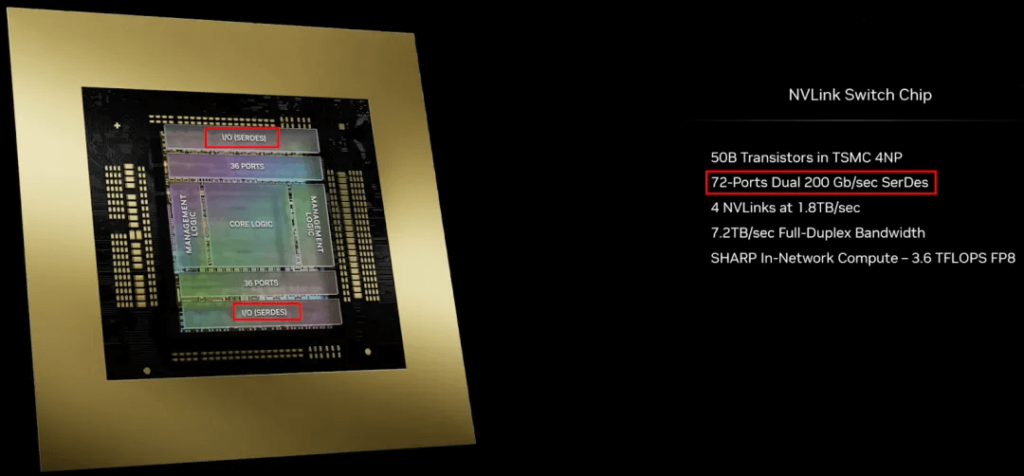 I/O (SERDES)
36 PORTS
MANAGEMENT LOGIC
CORE LOGIC
MANAGEMENT LOGIC
36 PORTS
I/O (SERDES)
NVLink Switch Chip
50B Transistors in TSMC 4NP
72-Ports Dual 200 Gb/sec SerDes
4 NVLinks at 1.8TB/sec
7.2TB/sec Full-Duplex Bandwidth
SHARP In-Network Compute – 3.6 TFLOPS FP8